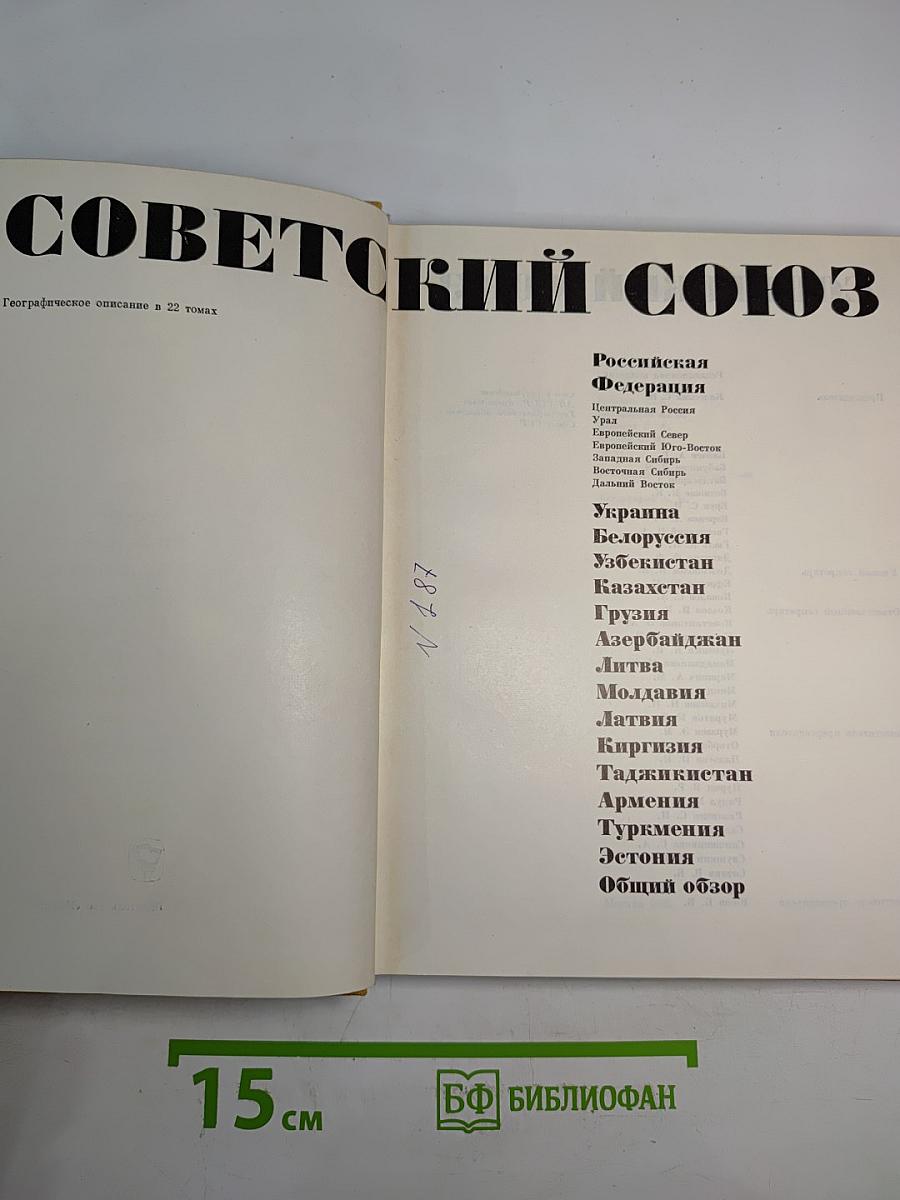 СОВЕТСКИЙ СОЮЗ
Географическое описание в 22 томах
Российская
Федерация
Центральная Россия
Урал
Европейский Север
Европейский Юго-Восток
Западная Сибирь
Восточная Сибирь
Дальний Восток
Украина
Белоруссия
Узбекистан
Казахстан
Грузия
Азербайджан
Литва
Молдавия
Латвия
Киргизия
Таджикистан
Армения
Туркмения
Эстония
Общий обзор
15 см
БФ БИБЛИОФАН